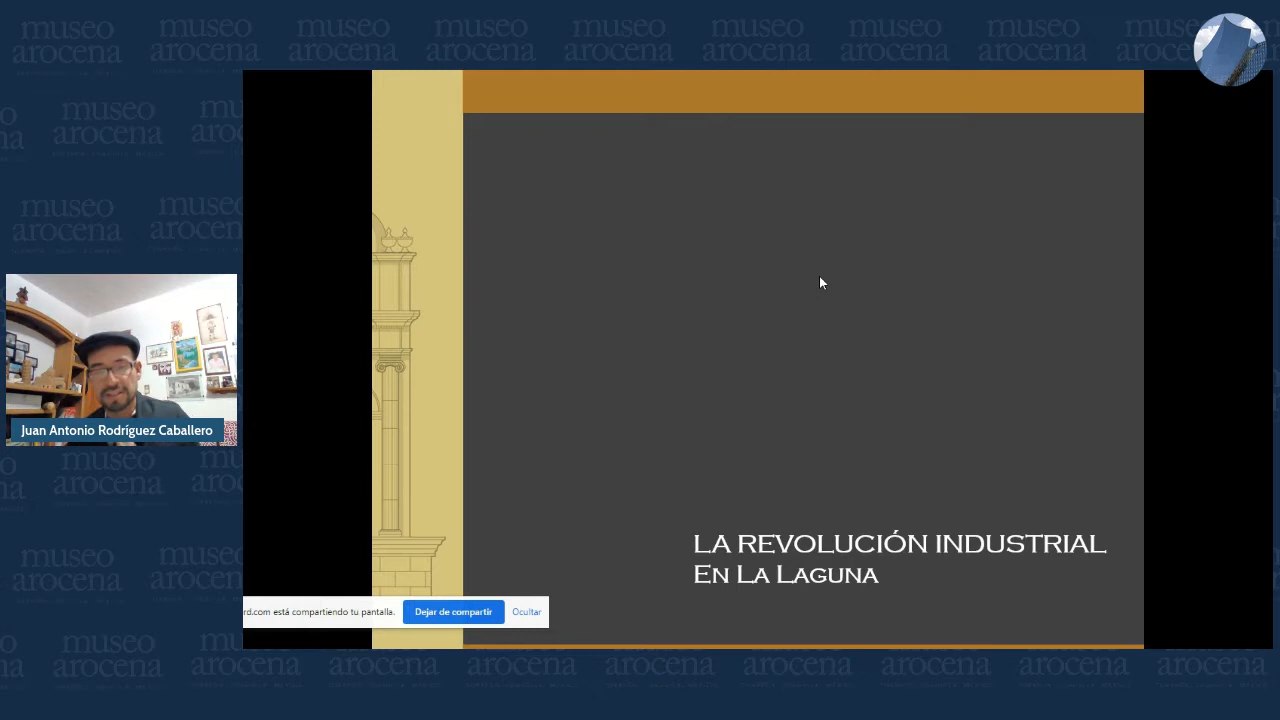 museo
arocena
Juan Antonio Rodríguez Caballero
LA REVOLUCIÓN INDUSTRIAL
EN LA LAGUNA
rd.com está compartiendo tu pantalla.
Dejar de compartir
Ocultar